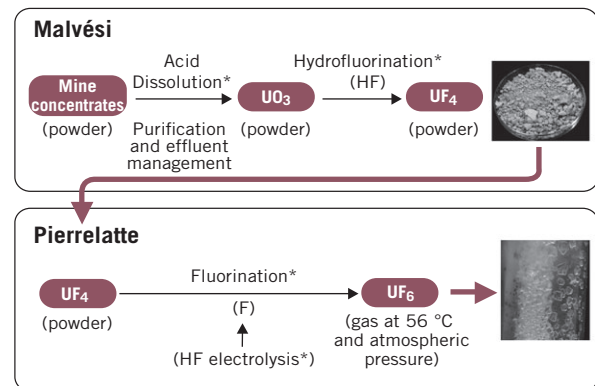 Malvési
Acid
Dissolution*
Hydrofluorination*
(HF)
Mine
concentrates
UO₃
UF₄
(powder)
(powder)
(powder)
Purification
and effluent
management
Pierrelatte
Fluorination*
UF₄
UF₆
(powder)
(F)
(gas at 56 °C
and atmospheric
pressure)
(HF electrolysis*)